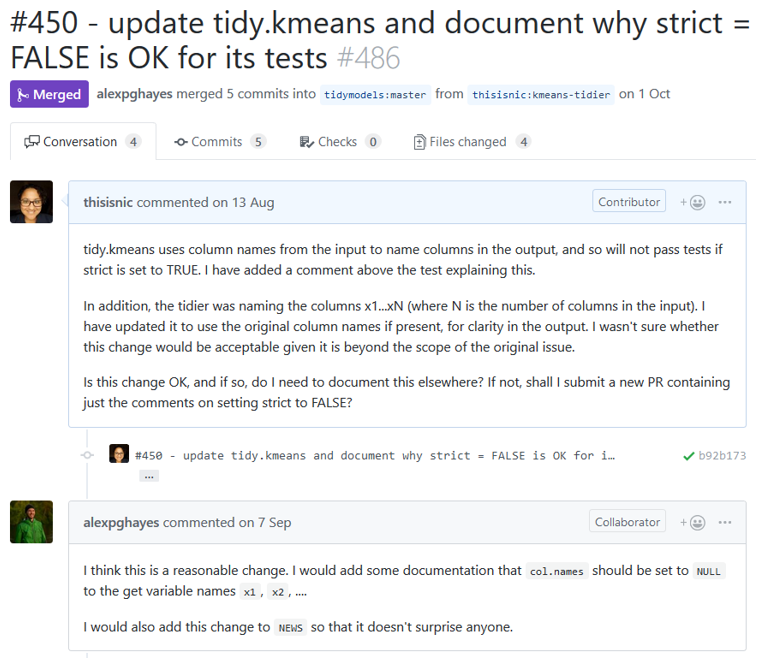 #450 - update tidy.kmeans and document why strict =
FALSE is OK for its tests #486
Merged alexpghayes merged 5 commits into tidymodels:master from thisisnic:kmeans-tidier on 1 Oct
Conversation 4 Commits 5 Checks 0 Files changed 4
thisisnic commented on 13 Aug Contributor
tidy.kmeans uses column names from the input to name columns in the output, and so will not pass tests if
strict is set to TRUE. I have added a comment above the test explaining this.
In addition, the tidier was naming the columns x1...xN (where N is the number of columns in the input). I
have updated it to use the original column names if present, for clarity in the output. I wasn't sure whether
this change would be acceptable given it is beyond the scope of the original issue.
Is this change OK, and if so, do I need to document this elsewhere? If not, shall I submit a new PR containing
just the comments on setting strict to FALSE?
#450 - update tidy.kmeans and document why strict = FALSE is OK for i… b92b173
…
alexpghayes commented on 7 Sep Collaborator
I think this is a reasonable change. I would add some documentation that col.names should be set to NULL
to the get variable names x1 , x2 , ....
I would also add this change to NEWS so that it doesn't surprise anyone.